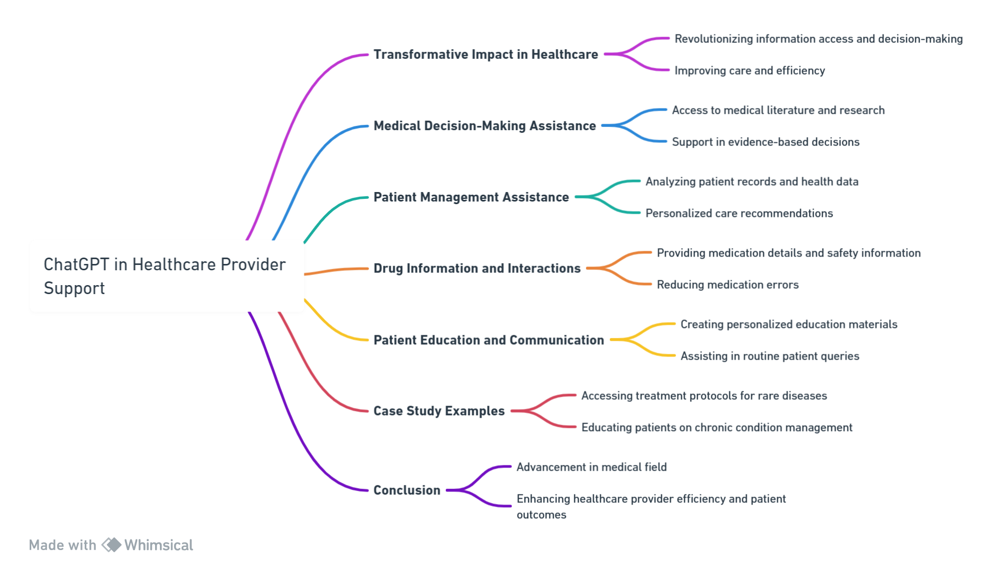 ChatGPT in Healthcare Provider
Support
Transformative Impact in Healthcare
Revolutionizing information access and decision-making
Improving care and efficiency
Medical Decision-Making Assistance
Access to medical literature and research
Support in evidence-based decisions
Patient Management Assistance
Analyzing patient records and health data
Personalized care recommendations
Drug Information and Interactions
Providing medication details and safety information
Reducing medication errors
Patient Education and Communication
Creating personalized education materials
Assisting in routine patient queries
Case Study Examples
Accessing treatment protocols for rare diseases
Educating patients on chronic condition management
Conclusion
Advancement in medical field
Enhancing healthcare provider efficiency and patient
outcomes
Made with Whimsical